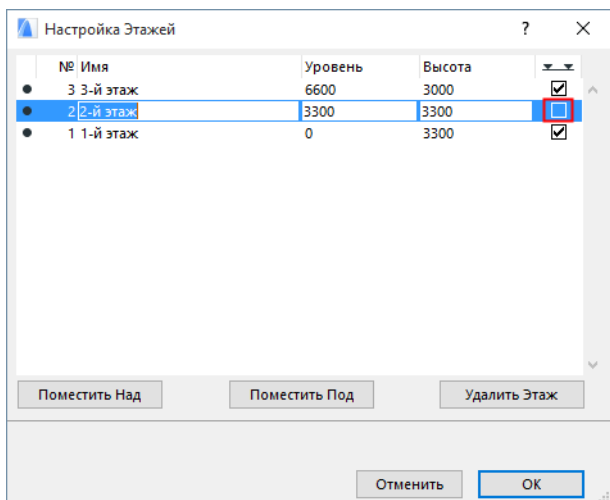 Настройка Этажей ?
№ Имя Уровень Высота
3 3-й этаж 6600 3000
2 2-й этаж 3300 3300
1 1-й этаж 0 3300
Поместить Над Поместить Под Удалить Этаж
Отменить OK